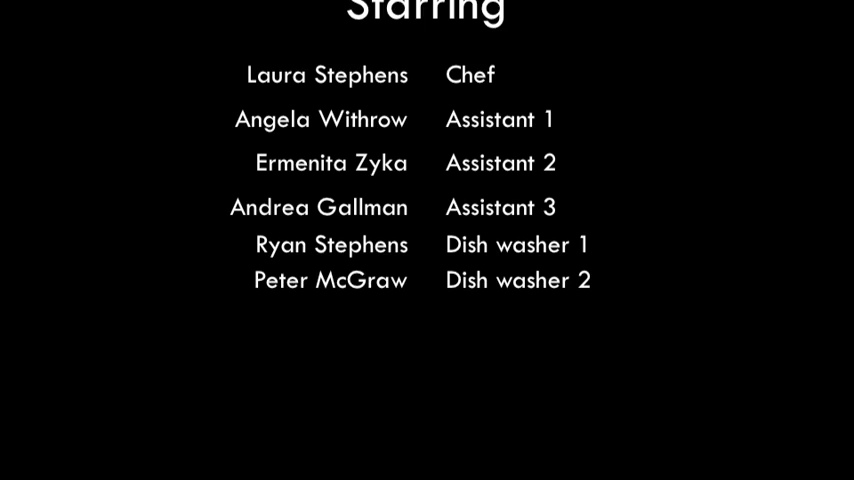 Starring
Laura Stephens Chef
Angela Withrow Assistant 1
Ermenita Zyka Assistant 2
Andrea Gallman Assistant 3
Ryan Stephens Dish washer 1
Peter McGraw Dish washer 2